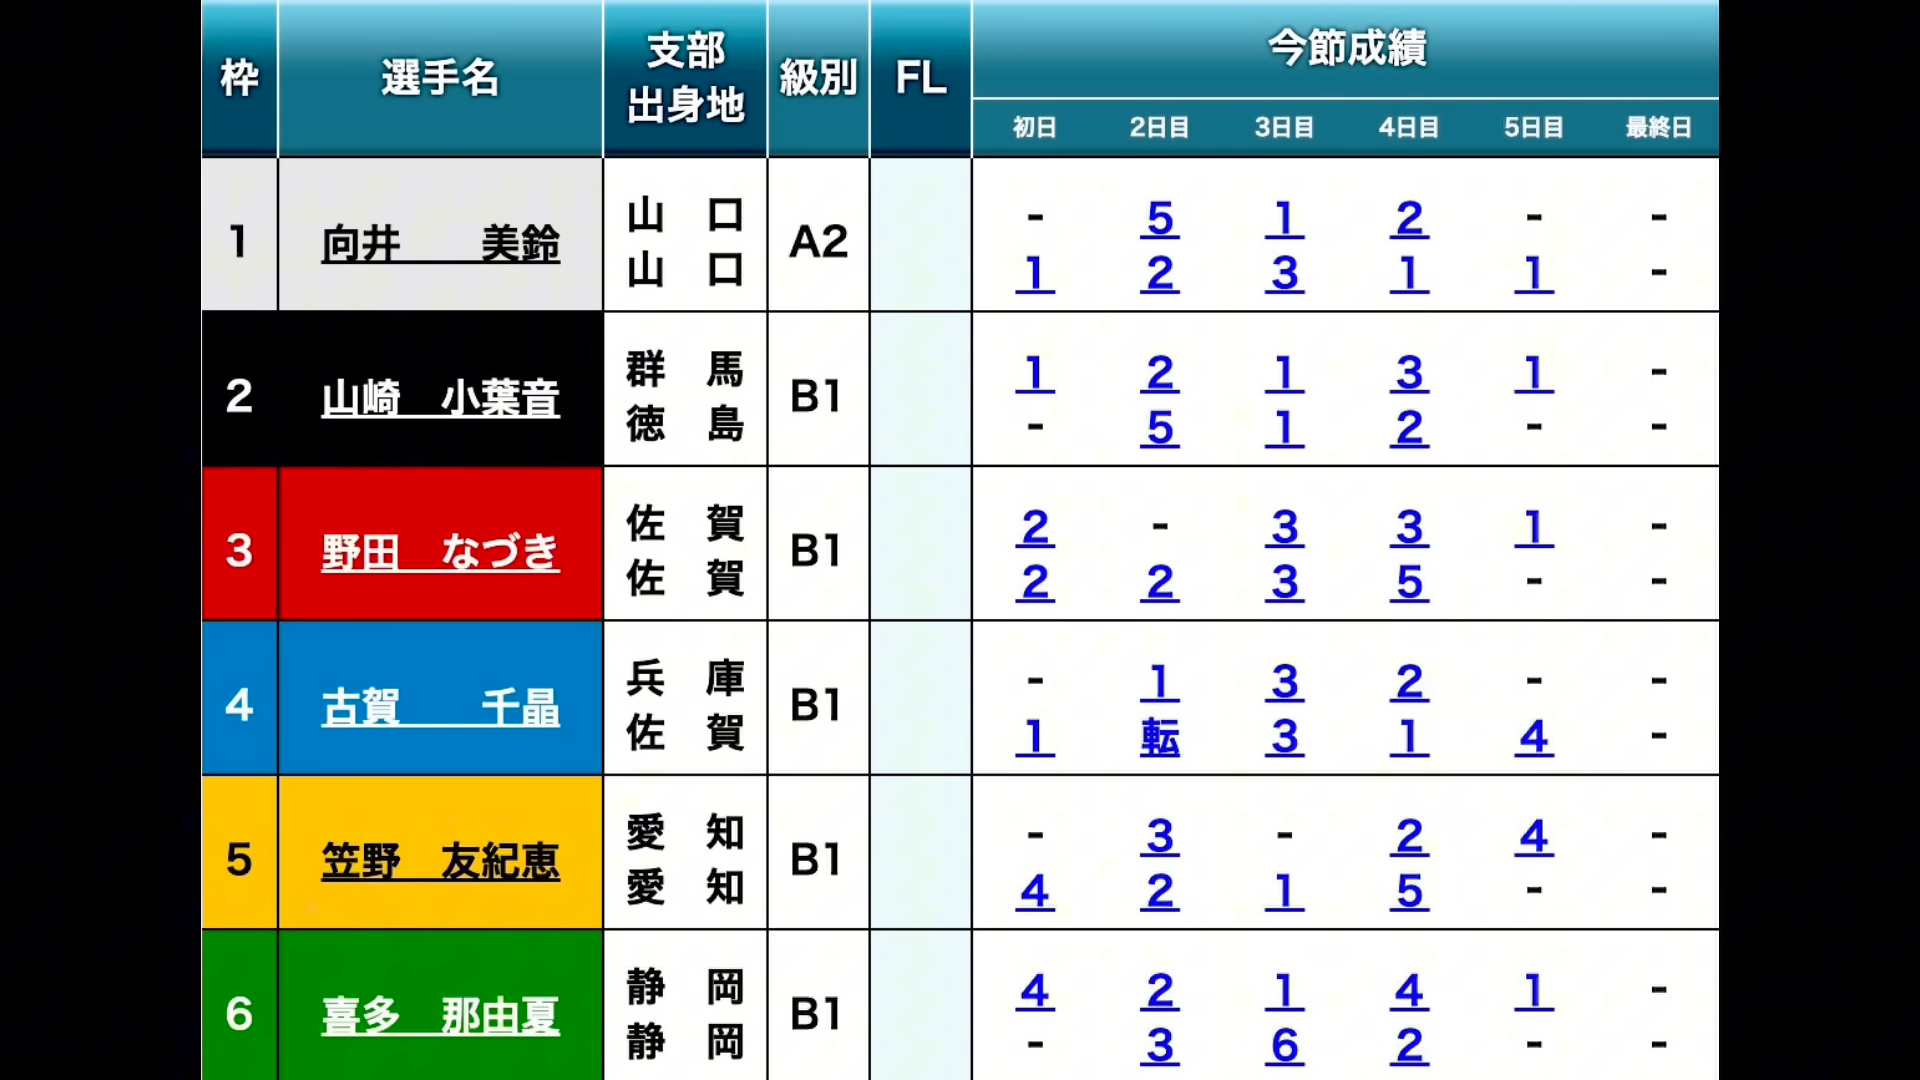 枠 選手名 支部 出身地 級別 FL 今節成績
初日 2日目 3日目 4日目 5日目 最終日
1 向井 美鈴 山口 A2 - 5 1 2 - -
山口 1 2 3 1 1 -
2 山崎 小葉音 群馬 B1 1 2 1 3 1 -
徳島 - 5 1 2 - -
3 野田 なづき 佐賀 B1 2 - 3 3 1 -
佐賀 2 2 3 5 - -
4 古賀 千晶 兵庫 B1 - 1 3 2 - -
佐賀 1 転 3 1 4 -
5 笠野 友紀恵 愛知 B1 - 3 - 2 4 -
愛知 4 2 1 5 - -
6 喜多 那由夏 静岡 B1 4 2 1 4 1 -
静岡 - 3 6 2 - -